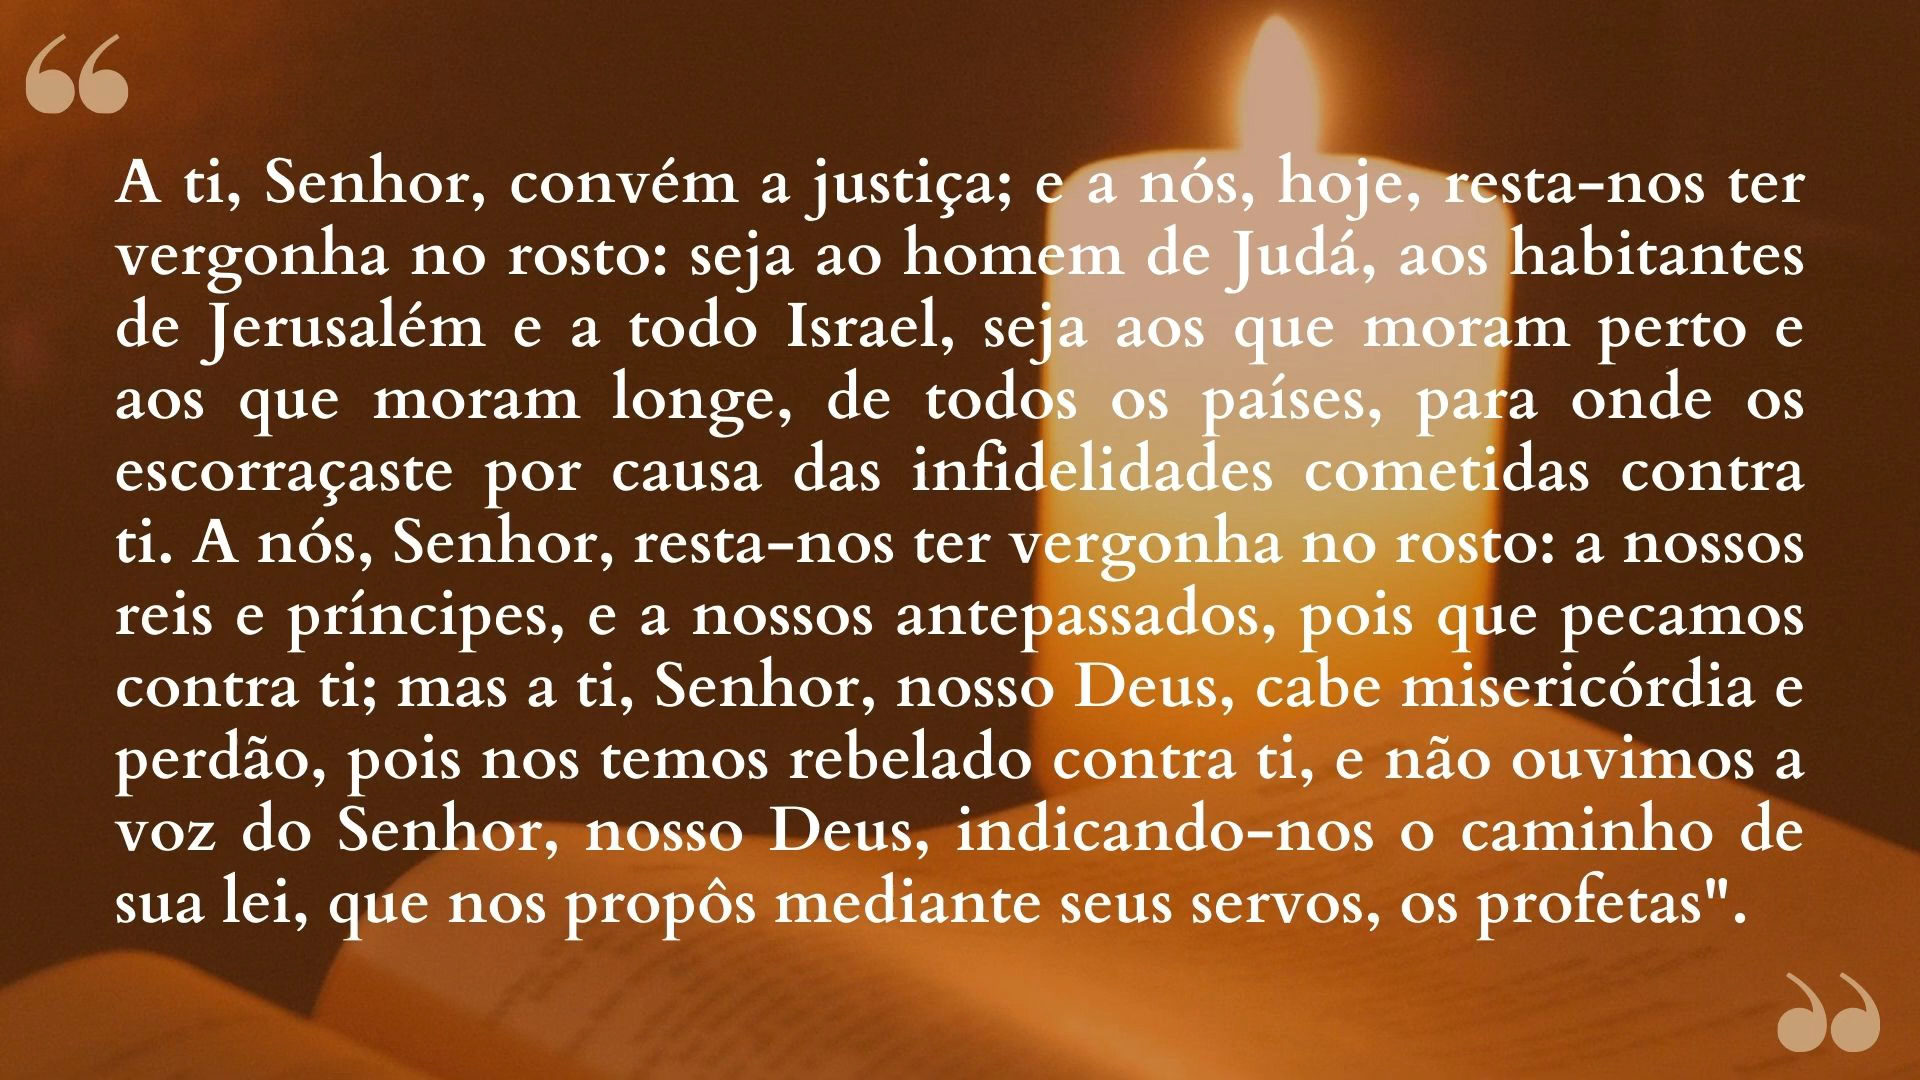 A ti, Senhor, convém a justiça; e a nós, hoje, resta-nos ter
vergonha no rosto: seja ao homem de Judá, aos habitantes
de Jerusalém e a todo Israel, seja aos que moram perto e
aos que moram longe, de todos os países, para onde os
escorraçaste por causa das infidelidades cometidas contra
ti. A nós, Senhor, resta-nos ter vergonha no rosto: a nossos
reis e príncipes, e a nossos antepassados, pois que pecamos
contra ti; mas a ti, Senhor, nosso Deus, cabe misericórdia e
perdão, pois nos temos rebelado contra ti, e não ouvimos a
voz do Senhor, nosso Deus, indicando-nos o caminho de
sua lei, que nos propôs mediante seus servos, os profetas".